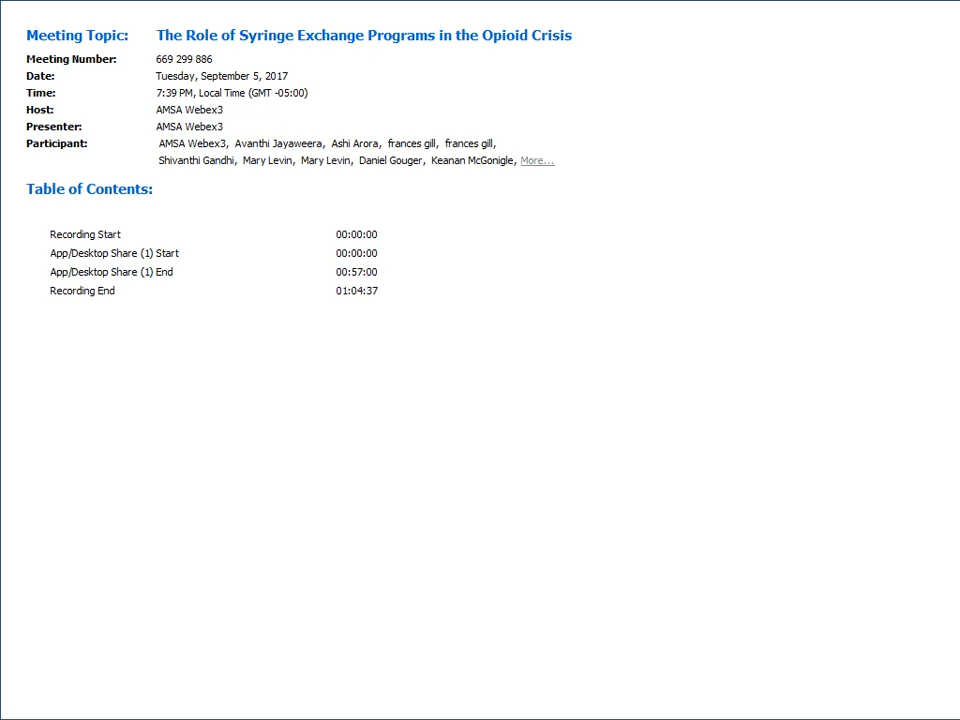 Meeting Topic: The Role of Syringe Exchange Programs in the Opioid Crisis
Meeting Number: 669 299 886
Date: Tuesday, September 5, 2017
Time: 7:39 PM, Local Time (GMT -05:00)
Host: AMSA Webex3
Presenter: AMSA Webex3
Participant: AMSA Webex3, Avanthi Jayaweera, Ashi Arora, frances gill, frances gill,
Shivanthi Gandhi, Mary Levin, Mary Levin, Daniel Gouger, Keanan McGonigle, More...
Table of Contents:
Recording Start 00:00:00
App/Desktop Share (1) Start 00:00:00
App/Desktop Share (1) End 00:57:00
Recording End 01:04:37